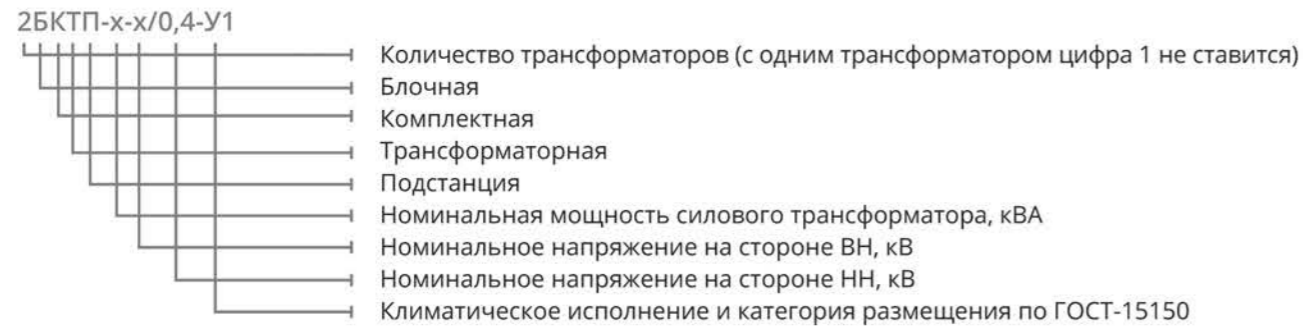 2БКТП-х-х/0,4-У1
Количество трансформаторов (с одним трансформатором цифра 1 не ставится)
Блочная
Комплектная
Трансформаторная
Подстанция
Номинальная мощность силового трансформатора, кВА
Номинальное напряжение на стороне ВН, кВ
Номинальное напряжение на стороне НН, кВ
Климатическое исполнение и категория размещения по ГОСТ-15150